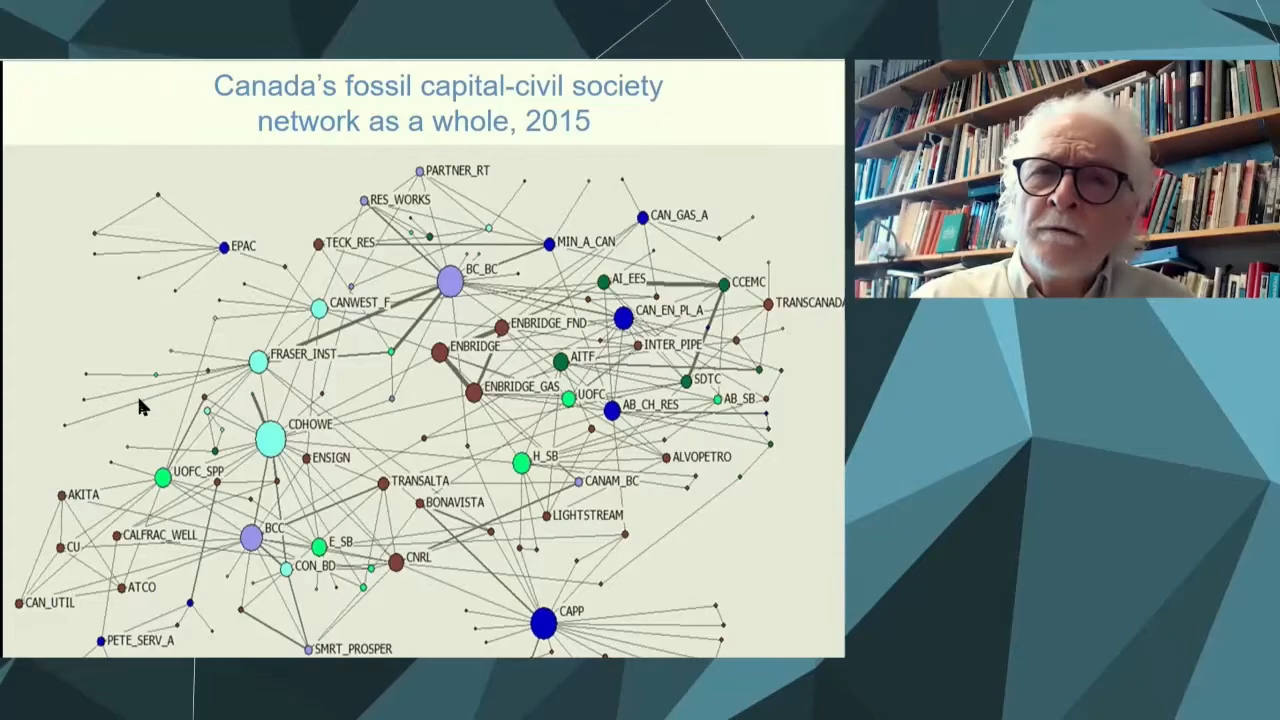 Canada's fossil capital-civil society
network as a whole, 2015
PARTNER_RT
RES_WORKS
CAN_GAS_A
EPAC
TECK_RES
MIN_A_CAN
BC_BC
AI_EES
CCEMC
CANWEST_F
CAN_EN_PL_A
TRANSCANADA
ENBRIDGE_FND
FRASER_INST
ENBRIDGE
INTER_PIPE
AITF
SDTC
ENBRIDGE_GAS
UOFC
AB_CH_RES
AB_SB
CDHOWE
ENSIGN
H_SB
ALVOPETRO
UOFC_SPP
TRANSALTA
CANAM_BC
AKITA
BONAVISTA
LIGHTSTREAM
CALFRAC_WELL
BCC
E_SB
CU
CON_BD
CNRL
ATCO
CAN_UTIL
CAPP
PETE_SERV_A
SMRT_PROSPER